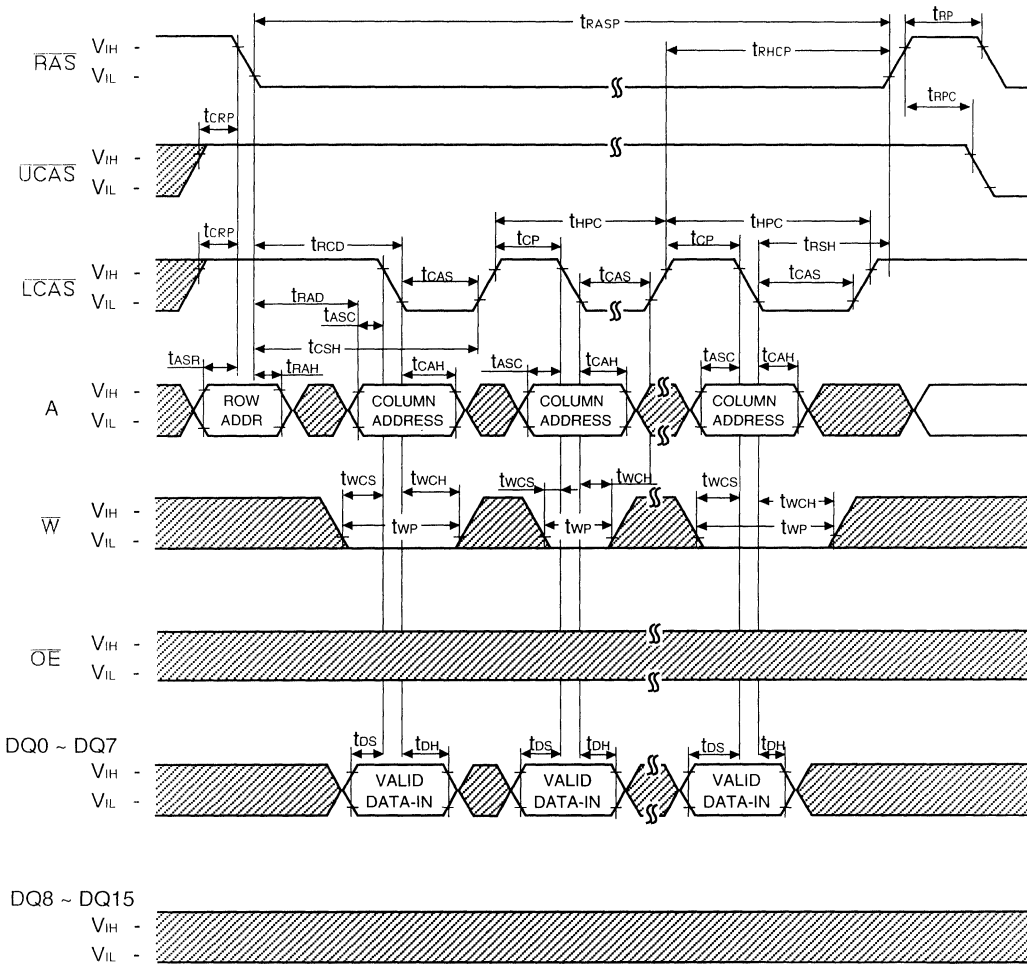 tRASP tRP
RAS VIH - tRHCP
VIL -
tCRP tRPC
UCAS VIH -
VIL -
tCRP tRCD tHPC tCP tHPC tCP tRSH
LCAS VIH - tCAS tCAS tCAS
VIL - tRAD
tASC
tASR tCSH tRAH tCAH tASC tCAH tASC tCAH
A VIH - ROW COLUMN COLUMN COLUMN
VIL - ADDR ADDRESS ADDRESS ADDRESS
tWCS tWCH tWCS tWCH tWCS tWCH
W VIH -
VIL - tWP tWP tWP
OE VIH -
VIL -
DQ0 ~ DQ7 tDS tDH tDS tDH tDS tDH
VIH - VALID VALID VALID
VIL - DATA-IN DATA-IN DATA-IN
DQ8 ~ DQ15
VIH -
VIL -